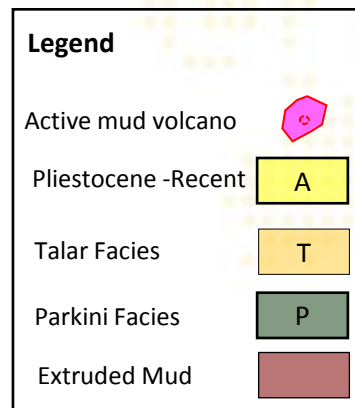 Legend
Active mud volcano
Pliestocene -Recent A
Talar Facies T
Parkini Facies P
Extruded Mud